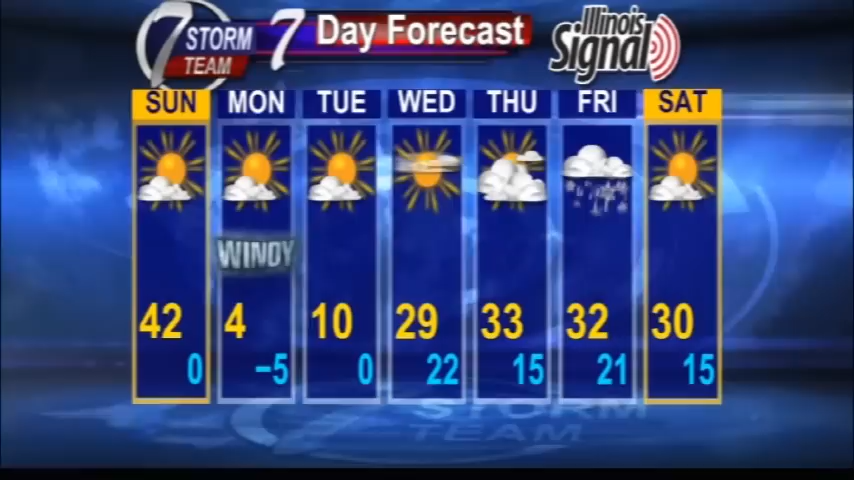 7 STORM TEAM
7 Day Forecast
Illinois Signal
SUN MON TUE WED THU FRI SAT
WINDY
42 4 10 29 33 32 30
0 -5 0 22 15 21 15
7 STORM
TEAM